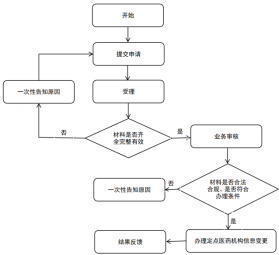 开始
提交申请
一次性告知原因
受理
材料是否齐
全完整有效
否
是
业务审核
材料是否合法
合规、是否符合
办理条件
否
一次性告知原因
是
办理定点医药机构信息变更
结果反馈